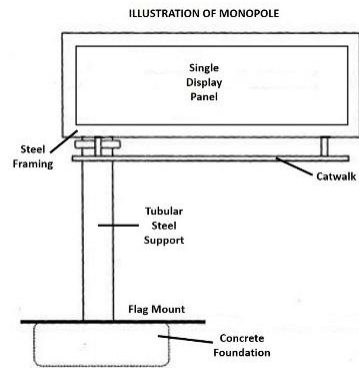 ILLUSTRATION OF MONOPOLE
Single
Display
Panel
Steel
Framing
Catwalk
Tubular
Steel
Support
Flag Mount
Concrete
Foundation